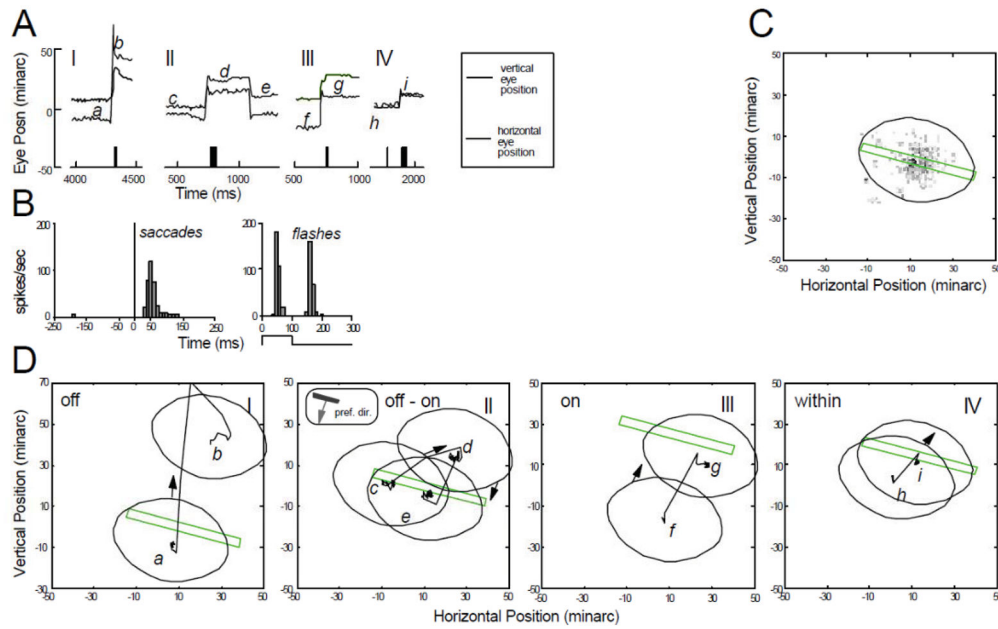 A
I
II
III
IV
Eye Posn (minarc)
50
0
-50
a
b
c
d
e
f
g
h
i
4000
4500
500
1000
500
1500
2000
Time (ms)
vertical
eye
position
horizontal
eye
position
B
saccades
flashes
spikes/sec
200
100
0
200
100
0
-250
-150
-50
0
50
150
250
0
100
200
300
Time (ms)
C
Vertical Position (minarc)
50
30
10
-10
-30
-50
-50
-30
-10
10
30
50
Horizontal Position (minarc)
D
off
I
Vertical Position (minarc)
70
50
30
10
-10
-30
b
a
-50
-30
-10
10
30
50
pref. dir.
off - on
II
50
30
10
-10
-30
-50
c
d
e
-50
-30
-10
10
30
50
on
III
50
30
10
-10
-30
-50
g
f
-50
-30
-10
10
30
50
within
IV
50
30
10
-10
-30
-50
h
i
-50
-30
-10
10
30
50
Horizontal Position (minarc)